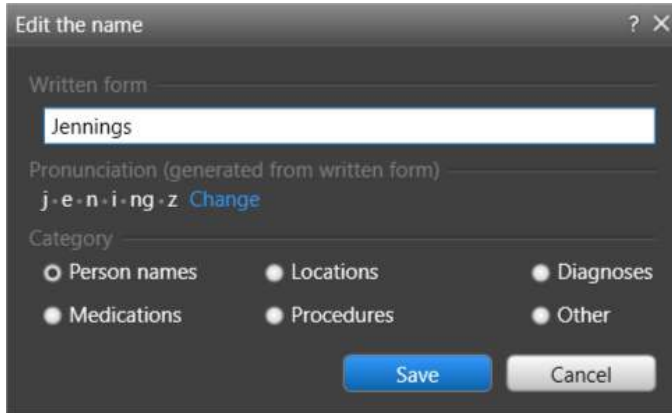 Edit the name ? ✕
Written form
Jennings
Pronunciation (generated from written form)
j·e·n·i·ng·z Change
Category
Person names Locations Diagnoses
Medications Procedures Other
Save Cancel